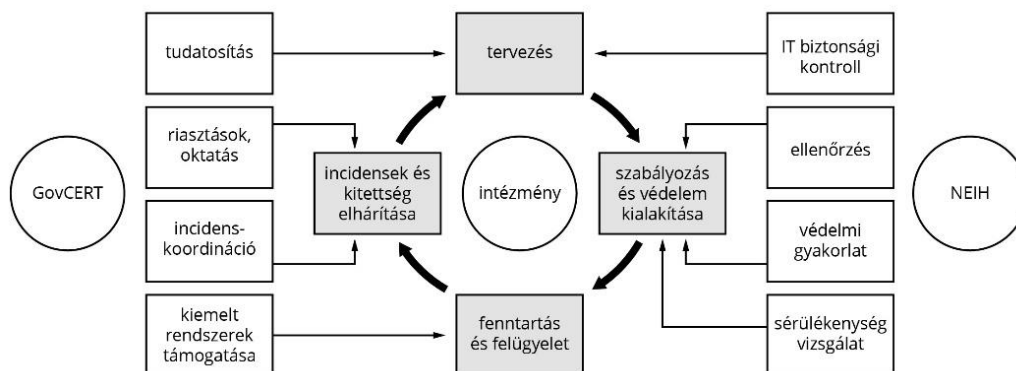 tudatosítás
tervezés
IT biztonsági
kontroll
riasztások,
oktatás
ellenőrzés
GovCERT
incidensek és
kitettség
elhárítása
intézmény
szabályozás
és védelem
kialakítása
NEIH
incidens-
koordináció
védelmi
gyakorlat
kiemelt
rendszerek
támogatása
fenntartás
és felügyelet
sérülékenység
vizsgálat